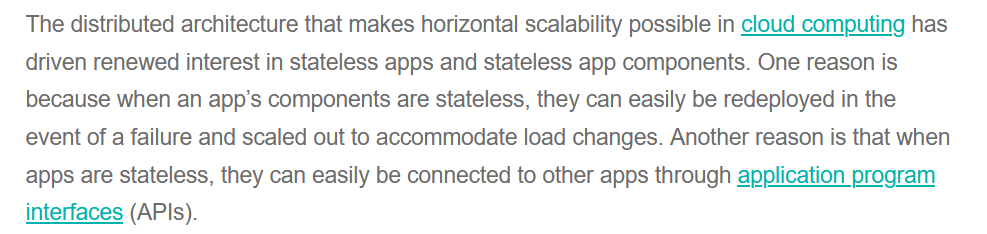 The distributed architecture that makes horizontal scalability possible in cloud computing has
driven renewed interest in stateless apps and stateless app components. One reason is
because when an app’s components are stateless, they can easily be redeployed in the
event of a failure and scaled out to accommodate load changes. Another reason is that when
apps are stateless, they can easily be connected to other apps through application program
interfaces (APIs).